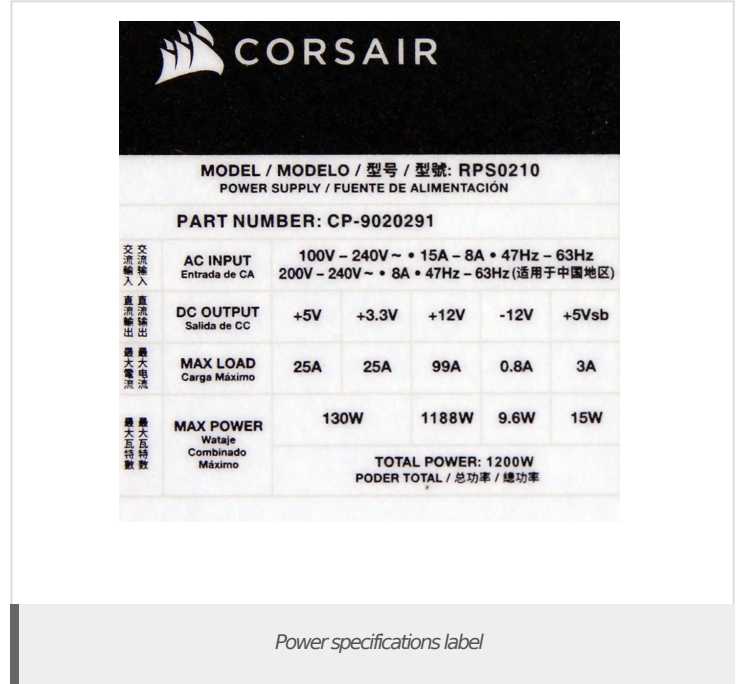 CORSAIR
MODEL / MODELO / 型号 / 型號: RPS0210
POWER SUPPLY / FUENTE DE ALIMENTACIÓN
PART NUMBER: CP-9020291
交流輸入 交流输入
AC INPUT
Entrada de CA
100V – 240V ~ • 15A – 8A • 47Hz – 63Hz
200V – 240V ~ • 8A • 47Hz – 63Hz (适用于中国地区)
直流輸出 直流输出
DC OUTPUT
Salida de CC
+5V +3.3V +12V -12V +5Vsb
最大電流 最大电流
MAX LOAD
Carga Máximo
25A 25A 99A 0.8A 3A
最大瓦特數 最大瓦特数
MAX POWER
Wataje
Combinado
Máximo
130W 1188W 9.6W 15W
TOTAL POWER: 1200W
PODER TOTAL / 总功率 / 總功率
Power specifications label